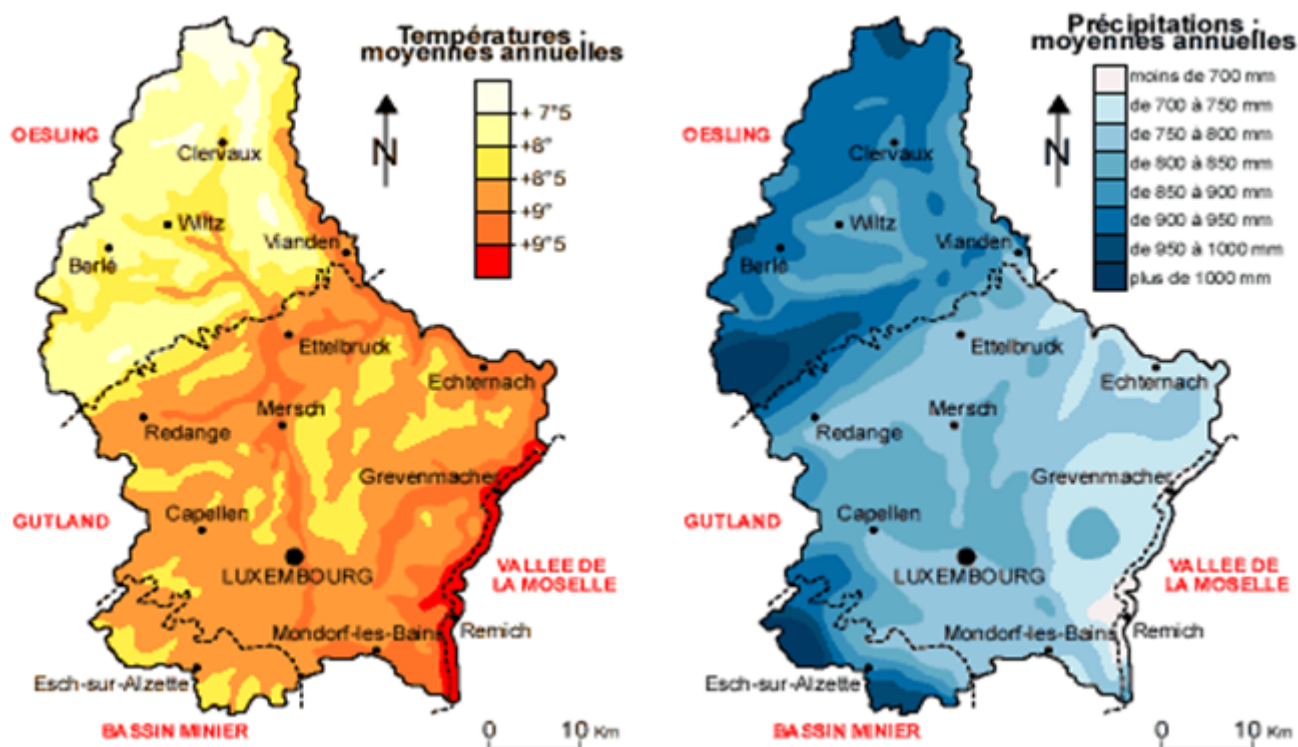 Températures :
moyennes annuelles
+ 7°5
+8°
+8°5
+9°
+9°5
N
OESLING
Clervaux
Wiltz
Vianden
Berlé
Ettelbruck
Echternach
Mersch
Redange
Grevenmacher
GUTLAND
Capellen
LUXEMBOURG
VALLEE DE
LA MOSELLE
Mondorf-les-Bains
Remich
Esch-sur-Alzette
BASSIN MINIER
0 10 Km
Précipitations :
moyennes annuelles
moins de 700 mm
de 700 à 750 mm
de 750 à 800 mm
de 800 à 850 mm
de 850 à 900 mm
de 900 à 950 mm
de 950 à 1000 mm
plus de 1000 mm
N
OESLING
Clervaux
Wiltz
Vianden
Berlé
Ettelbruck
Echternach
Mersch
Redange
Grevenmacher
GUTLAND
Capellen
LUXEMBOURG
VALLEE DE
LA MOSELLE
Mondorf-les-Bains
Remich
Esch-sur-Alzette
BASSIN MINIER
0 10 Km